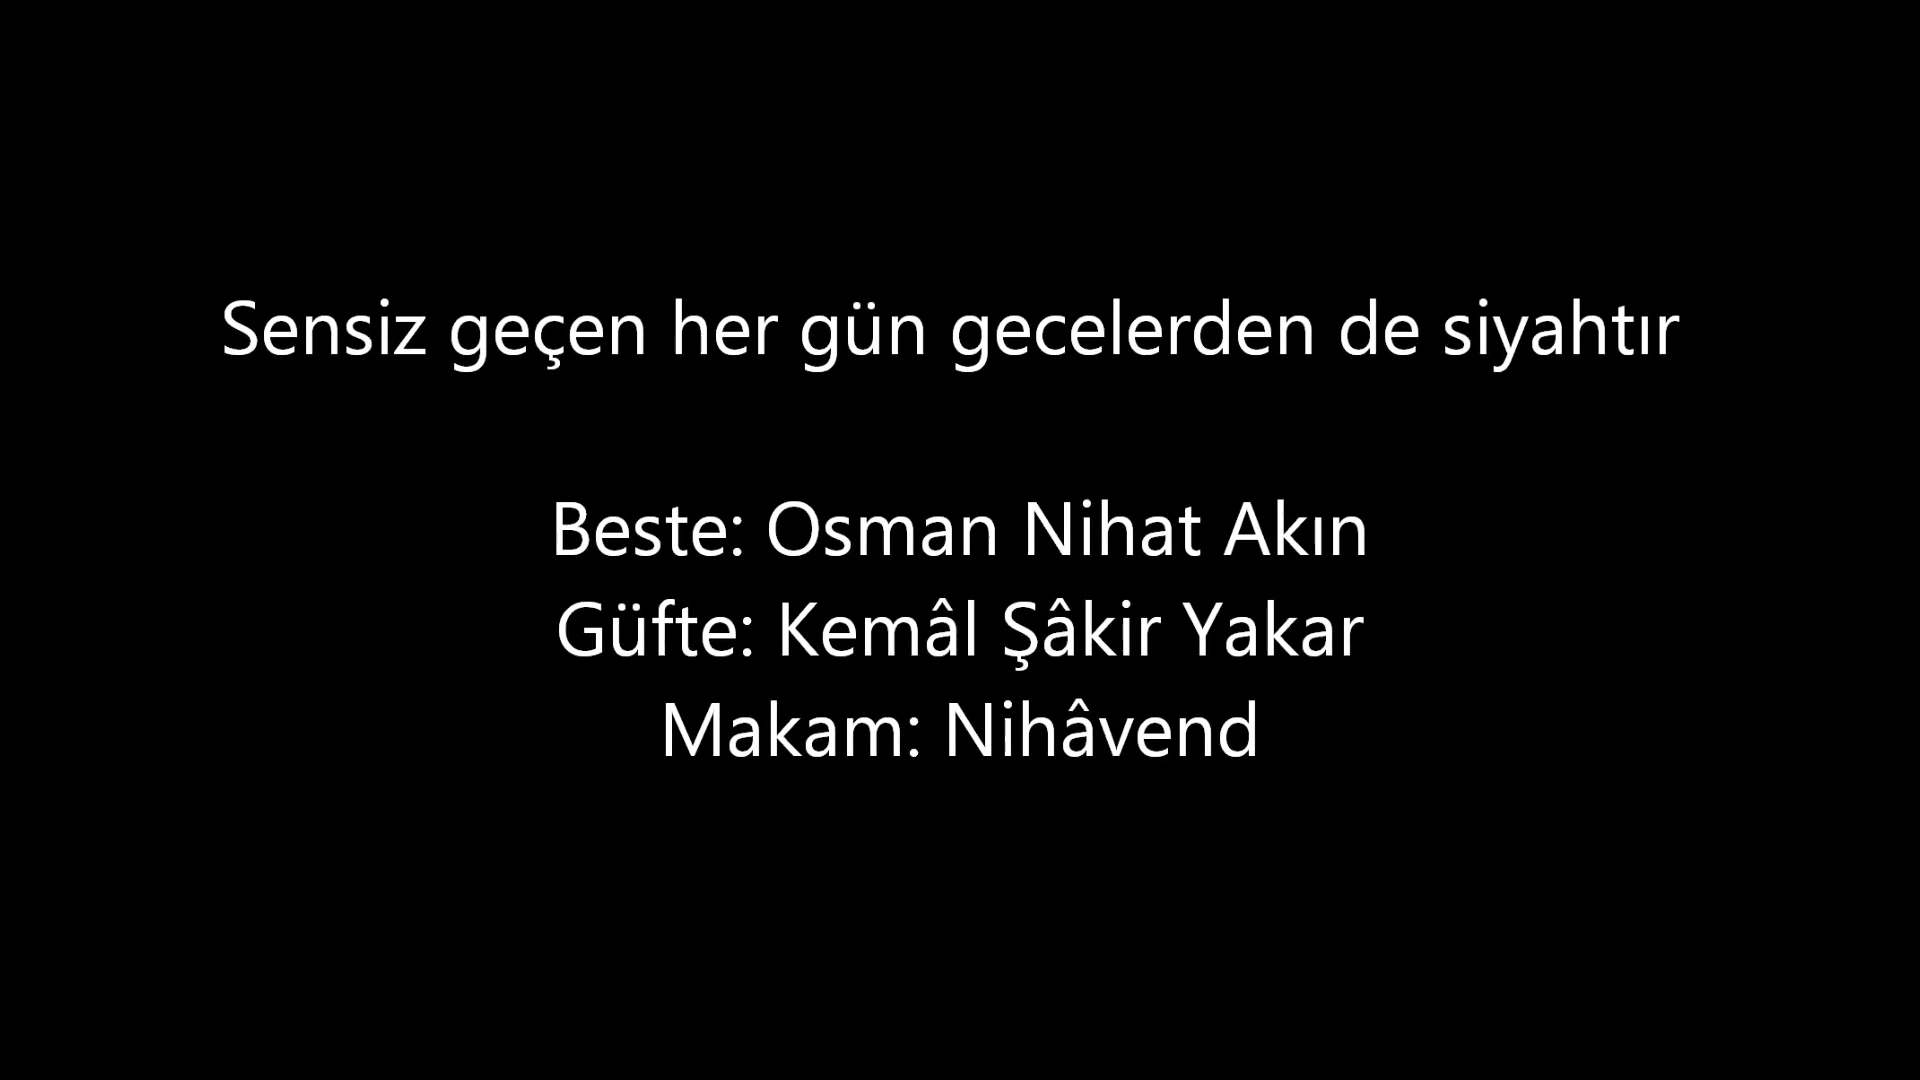 Sensiz geçen her gün gecelerden de siyahtır
Beste: Osman Nihat Akın
Güfte: Kemâl Şâkir Yakar
Makam: Nihâvend